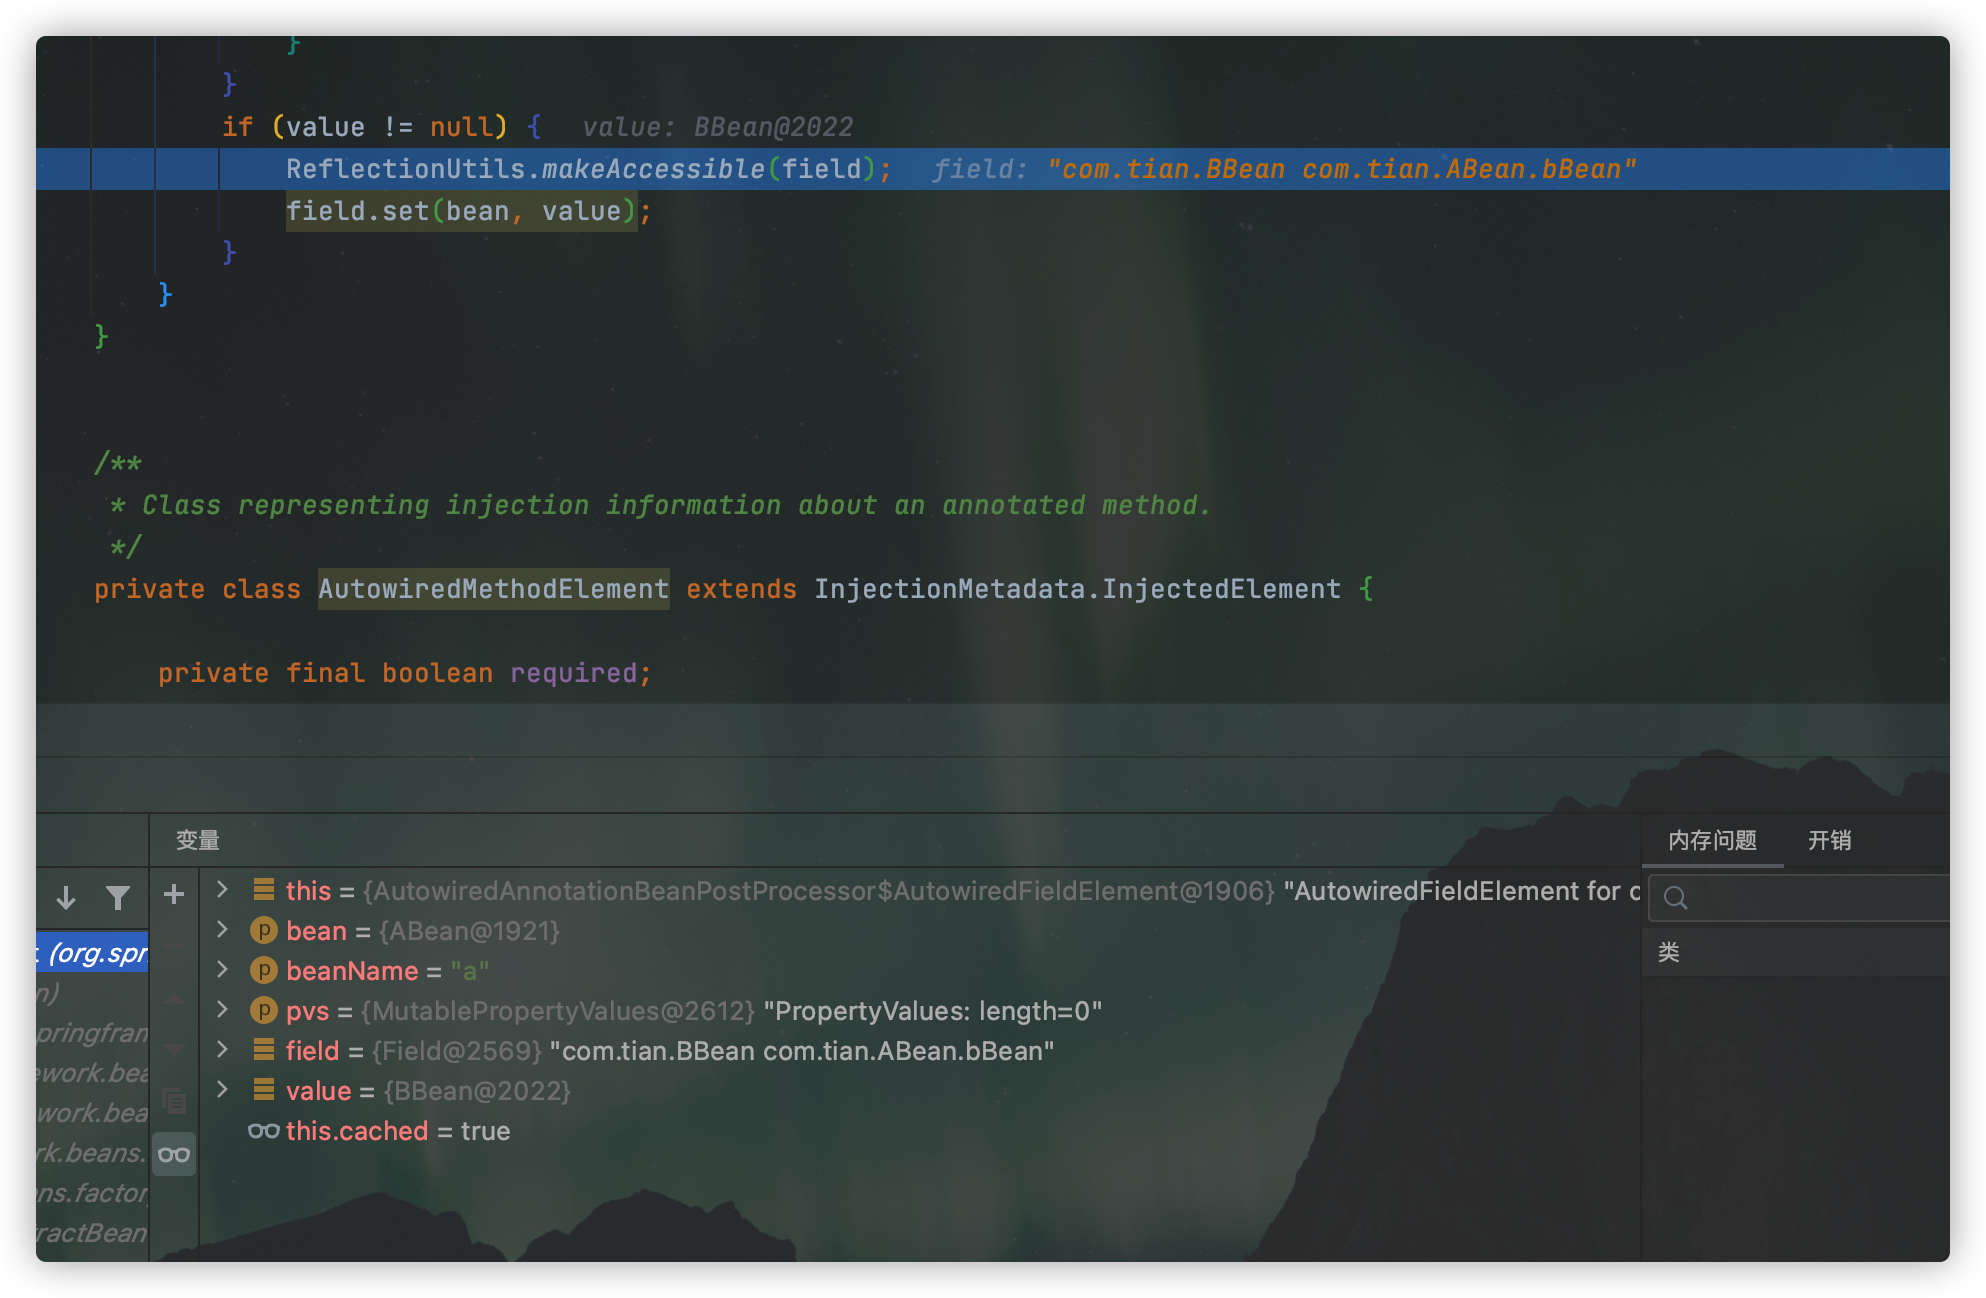 }
}
if (value != null) { value: BBean@2022
ReflectionUtils.makeAccessible(field); field: "com.tian.BBean com.tian.ABean.bBean"
field.set(bean, value);
}
}
}
/**
* Class representing injection information about an annotated method.
*/
private class AutowiredMethodElement extends InjectionMetadata.InjectedElement {
private final boolean required;
变量
内存问题 开销
this = {AutowiredAnnotationBeanPostProcessor$AutowiredFieldElement@1906} "AutowiredFieldElement for
bean = {ABean@1921}
beanName = "a"
pvs = {MutablePropertyValues@2612} "PropertyValues: length=0"
field = {Field@2569} "com.tian.BBean com.tian.ABean.bBean"
value = {BBean@2022}
this.cached = true
: (org.spr
n)
pringfram
ework.bea
work.bea
rk.beans.
ns.factor
ractBean
类